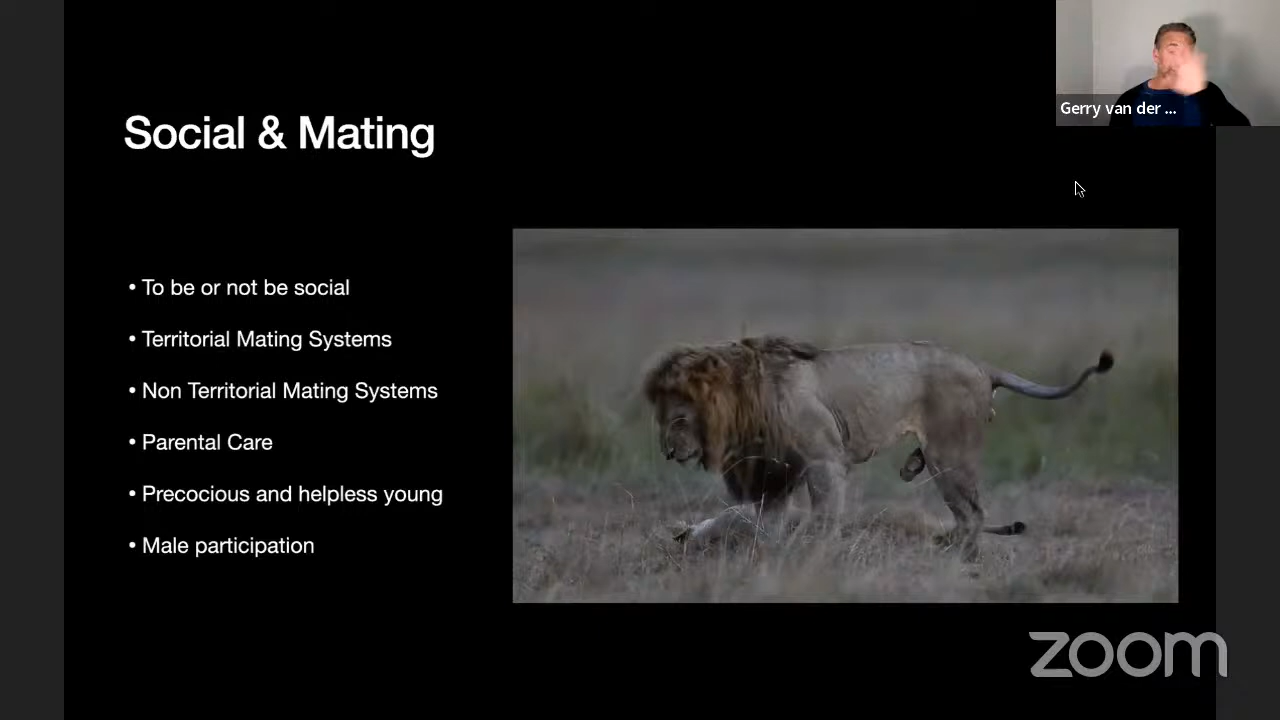 Gerry van der ...
Social & Mating
• To be or not be social
• Territorial Mating Systems
• Non Territorial Mating Systems
• Parental Care
• Precocious and helpless young
• Male participation
zoom